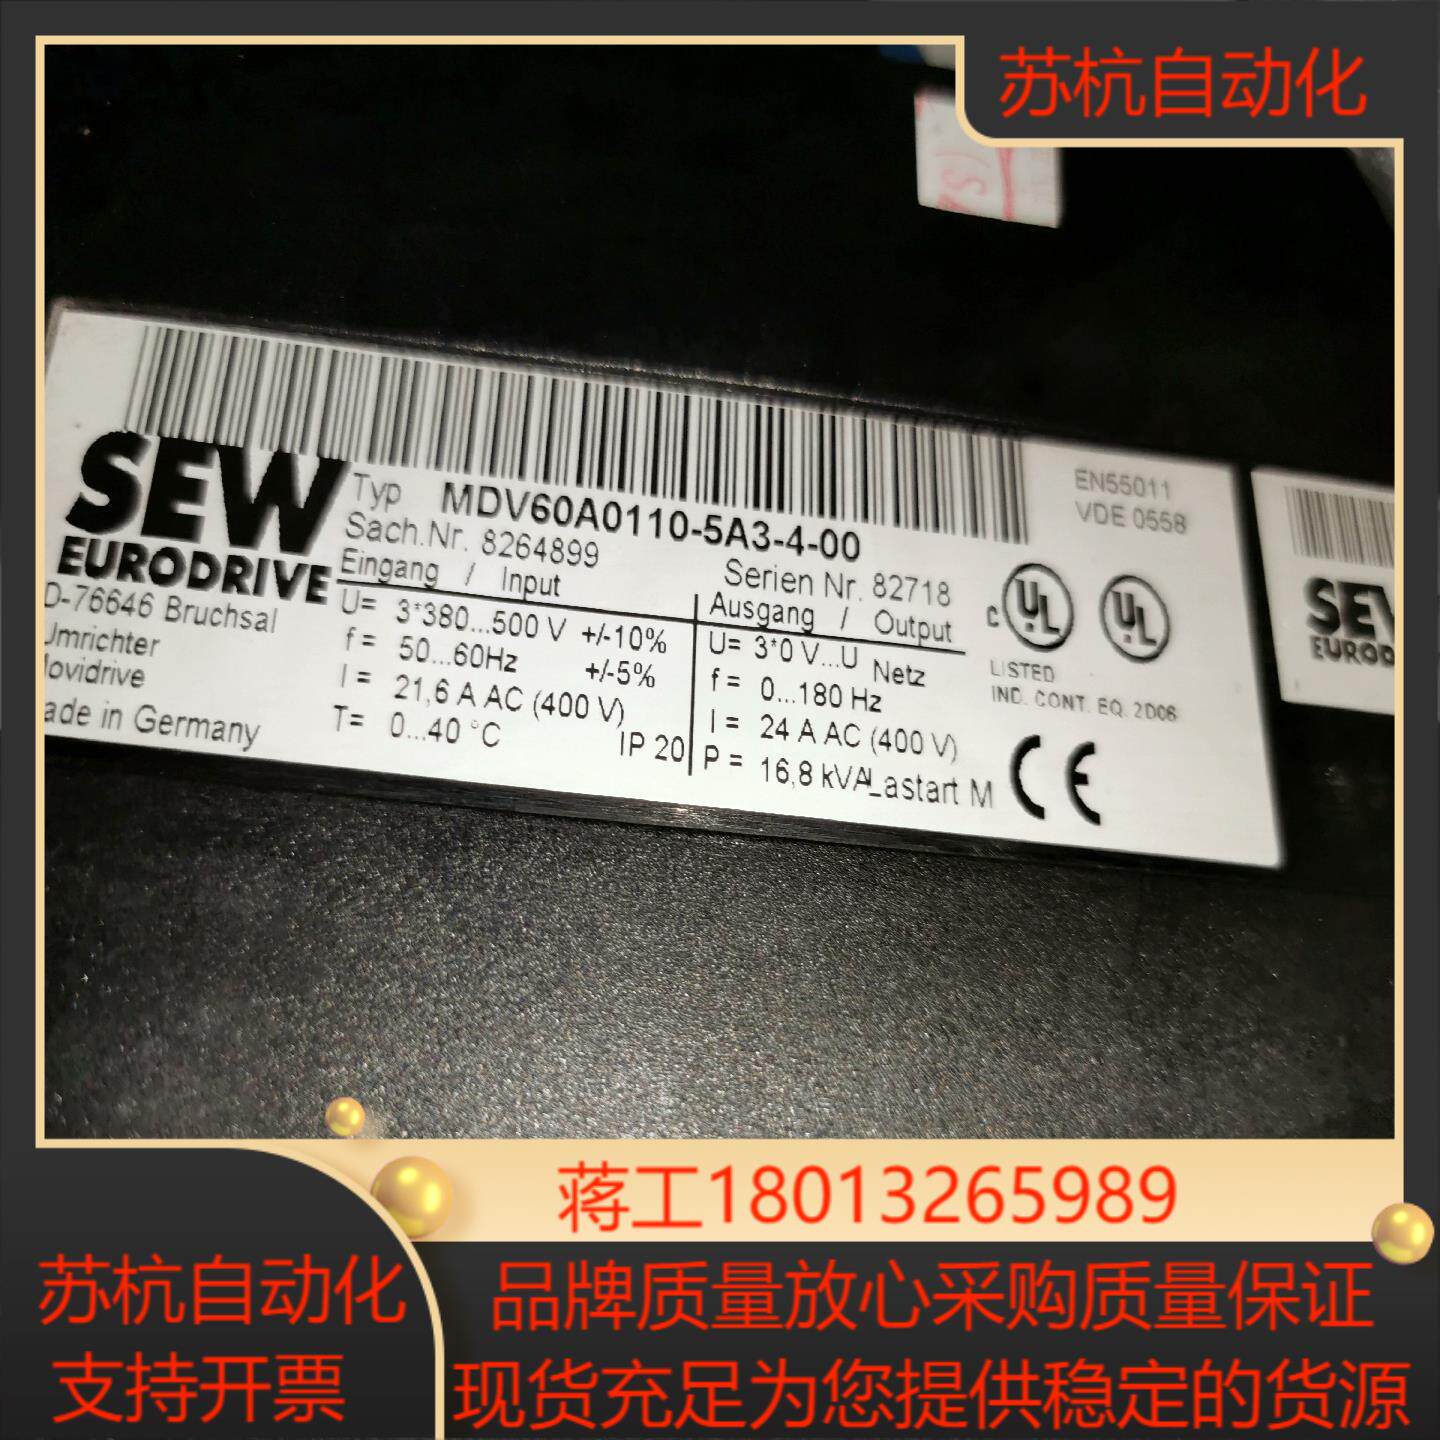 苏杭自动化
EN55011
VDE 0558
SEW
EURODRIVE
D-76646 Bruchsal
Umrichter
Movidrive
ade in Germany
Typ MDV60A0110-5A3-4-00
Sach.Nr. 8264899
Serien Nr. 82718
Eingang / Input
U= 3*380...500 V +/-10%
f= 50...60Hz +/-5%
I = 21,6 A AC (400 V)
T= 0...40 °C IP 20
Ausgang / Output
U= 3*0 V...U Netz
f= 0...180 Hz
I = 24 A AC (400 V)
P = 16,8 kVA Lastart M
c UL UL
LISTED
IND. CONT. EQ. 2D06
CE
SEW
EUROD
蒋工18013265989
苏杭自动化
支持开票
品牌质量放心采购质量保证
现货充足为您提供稳定的货源